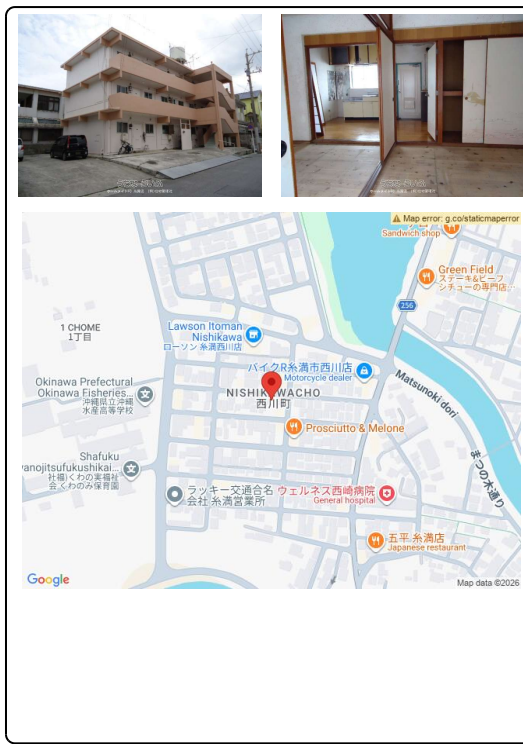 Map error: g.co/staticmaperror
Sandwich shop
Green Field
ステーキ&ビーフ
シチューの専門店...
256
1 CHOME
1丁目
Lawson Itoman
Nishikawa
ローソン 糸満西川店
バイクR糸満市西川店
Motorcycle dealer
Matsunoki dori
Okinawa Prefectural
Okinawa Fisheries...
沖縄県立沖縄
水産高等学校
NISHIKAWACHO
西川町
Prosciutto & Melone
まつの木通り
Shafuku
vanojitsufukushikai...
社福)くわの実福祉
会:くわのみ保育園
ラッキー交通合名
会社 糸満営業所
ウェルネス西崎病院
General hospital
五平 糸満店
Japanese restaurant
Google
Map data ©2026